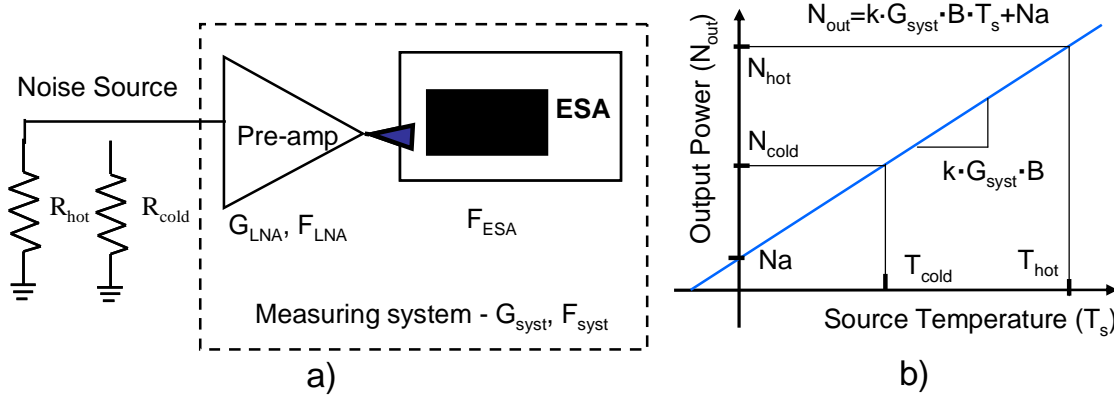 Noise Source
Pre-amp
ESA
R_hot
R_cold
G_LNA, F_LNA
F_ESA
Measuring system - G_syst, F_syst
a)
N_out=k·G_syst·B·T_s+Na
Output Power (N_out)
N_hot
N_cold
k·G_syst·B
Na
T_cold
T_hot
Source Temperature (T_s)
b)